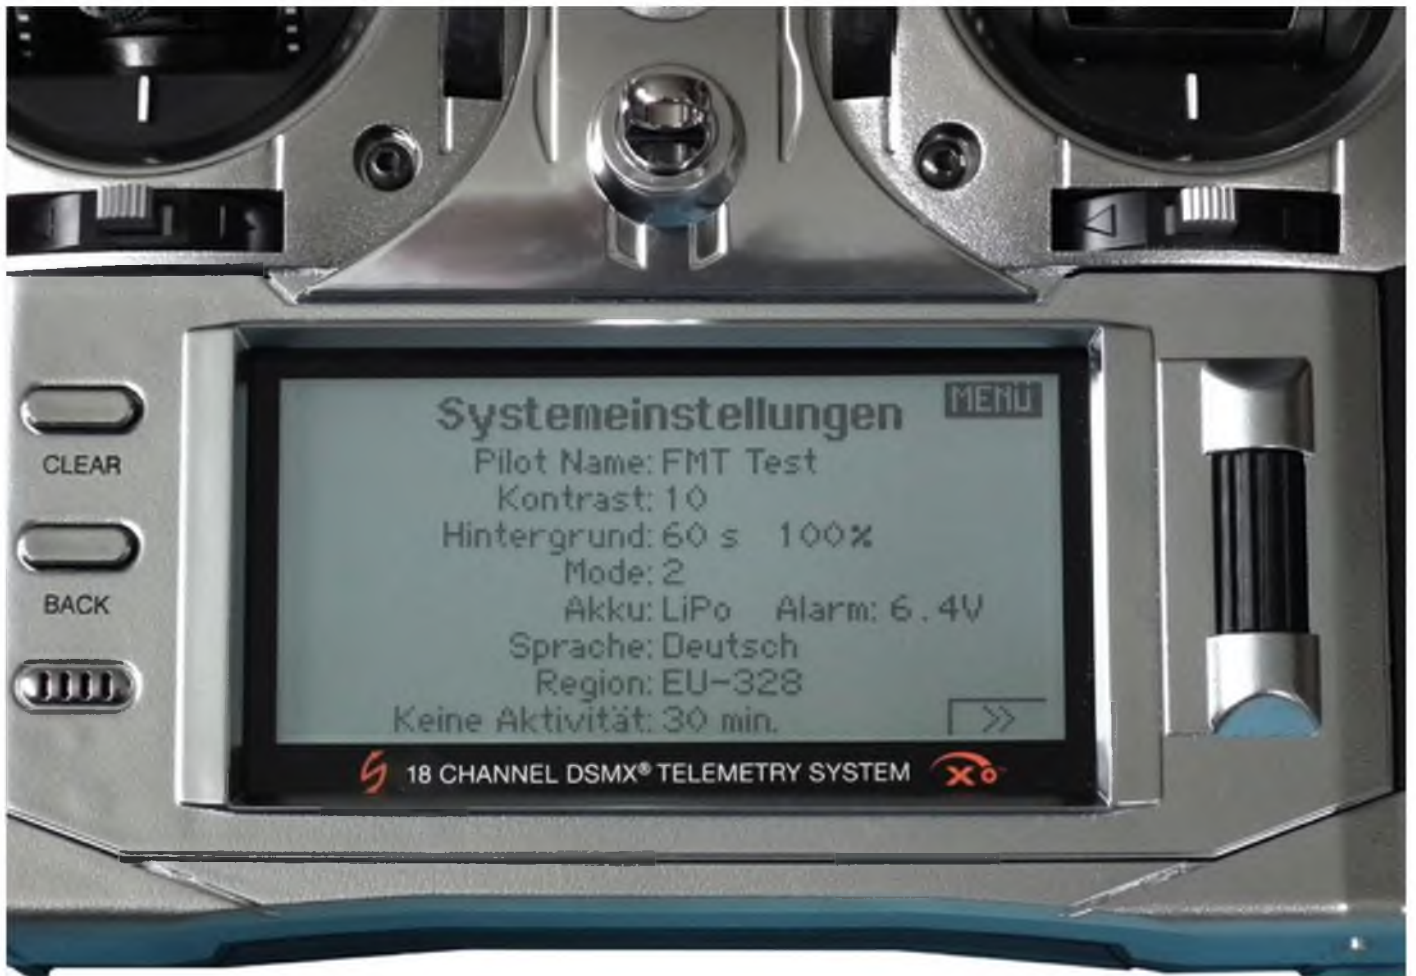 Systemeinstellungen
MENÜ
Pilot Name: FMT Test
Kontrast: 10
Hintergrund: 60 s 100%
Mode: 2
Akku: LiPo Alarm: 6.4V
Sprache: Deutsch
Region: EU-328
Keine Aktivität: 30 min.
>>
CLEAR
BACK
18 CHANNEL DSMX® TELEMETRY SYSTEM